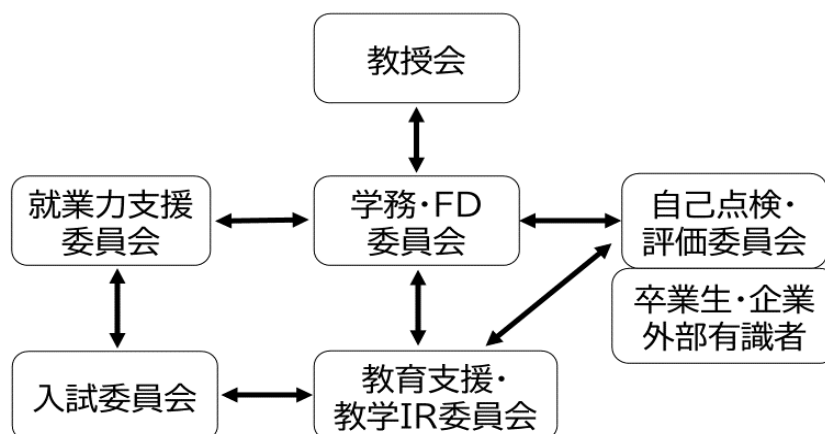 教授会
就業力支援
委員会
学務・FD
委員会
自己点検・
評価委員会
卒業生・企業
外部有識者
入試委員会
教育支援・
教学IR委員会